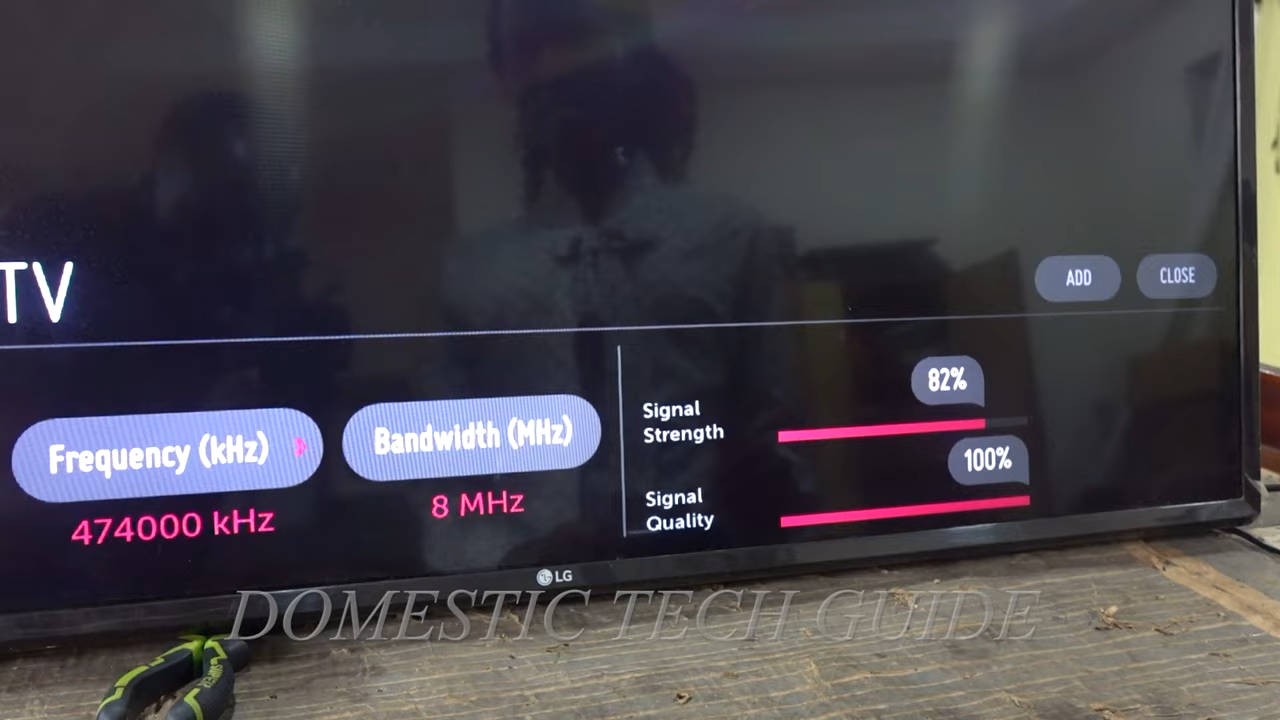 TV
ADD
CLOSE
Frequency (kHz)
474000 kHz
Bandwidth (MHz)
8 MHz
Signal
Strength
82%
Signal
Quality
100%
LG
DOMESTIC TECH GUIDE
SUPER